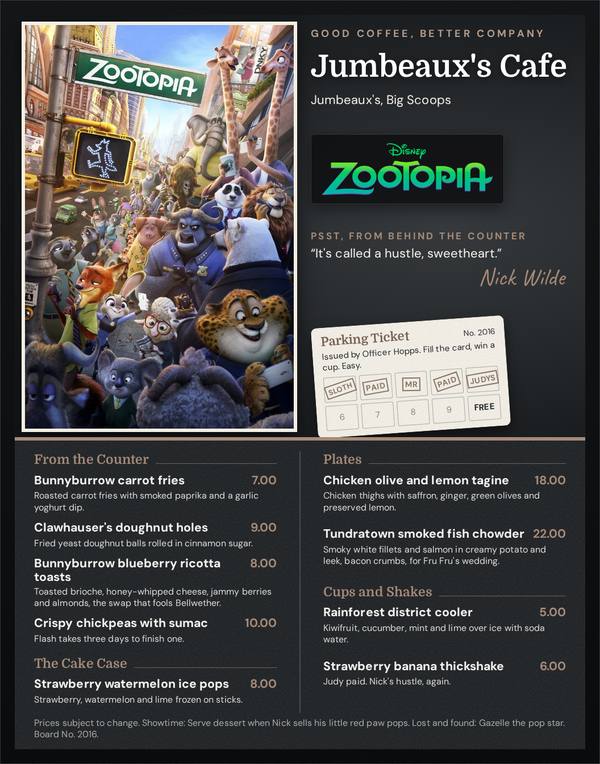 ZOOTOPIA
DNKY
GOOD COFFEE, BETTER COMPANY
Jumbeaux's Cafe
Jumbeaux's, Big Scoops
Disney
ZOOTOPIA
PSST, FROM BEHIND THE COUNTER
“It's called a hustle, sweetheart.”
Nick Wilde
Parking Ticket
No. 2016
Issued by Officer Hopps. Fill the card, win a
cup. Easy.
SLOTH PAID MR PAID JUDYS
6 7 8 9 FREE
From the Counter
Bunnyburrow carrot fries 7.00
Roasted carrot fries with smoked paprika and a garlic
yoghurt dip.
Clawhauser's doughnut holes 9.00
Fried yeast doughnut balls rolled in cinnamon sugar.
Bunnyburrow blueberry ricotta 8.00
toasts
Toasted brioche, honey-whipped cheese, jammy berries
and almonds, the swap that fools Bellwether.
Crispy chickpeas with sumac 10.00
Flash takes three days to finish one.
The Cake Case
Strawberry watermelon ice pops 8.00
Strawberry, watermelon and lime frozen on sticks.
Plates
Chicken olive and lemon tagine 18.00
Chicken thighs with saffron, ginger, green olives and
preserved lemon.
Tundratown smoked fish chowder 22.00
Smoky white fillets and salmon in creamy potato and
leek, bacon crumbs, for Fru Fru's wedding.
Cups and Shakes
Rainforest district cooler 5.00
Kiwifruit, cucumber, mint and lime over ice with soda
water.
Strawberry banana thickshake 6.00
Judy paid. Nick's hustle, again.
Prices subject to change. Showtime: Serve dessert when Nick sells his little red paw pops. Lost and found: Gazelle the pop star.
Board No. 2016.